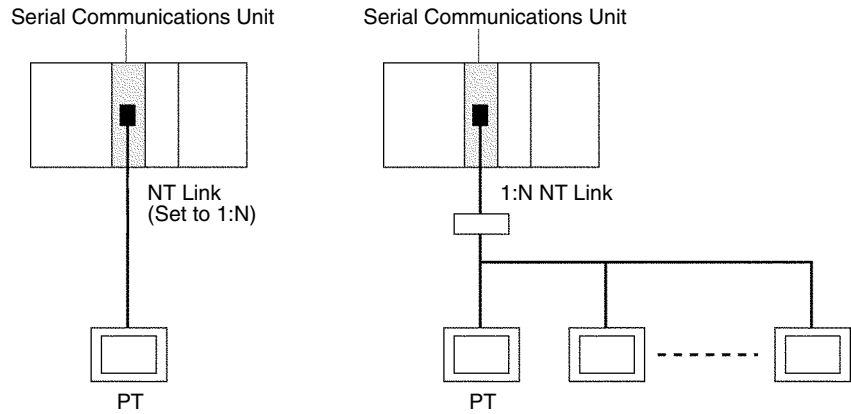 Serial Communications Unit
Serial Communications Unit
NT Link
(Set to 1:N)
1:N NT Link
PT
PT